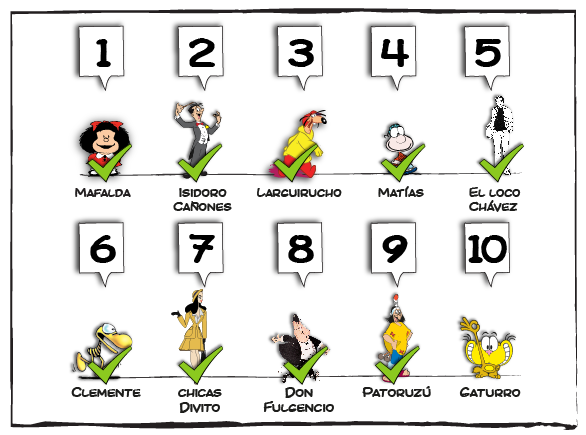 1 2 3 4 5
MAFALDA
ISIDORO
CAÑONES
LARGUIRUCHO
MATÍAS
EL LOCO
CHÁVEZ
6 7 8 9 10
CLEMENTE
CHICAS
DIVITO
DON
FULGENCIO
PATORUZÚ
GATURRO